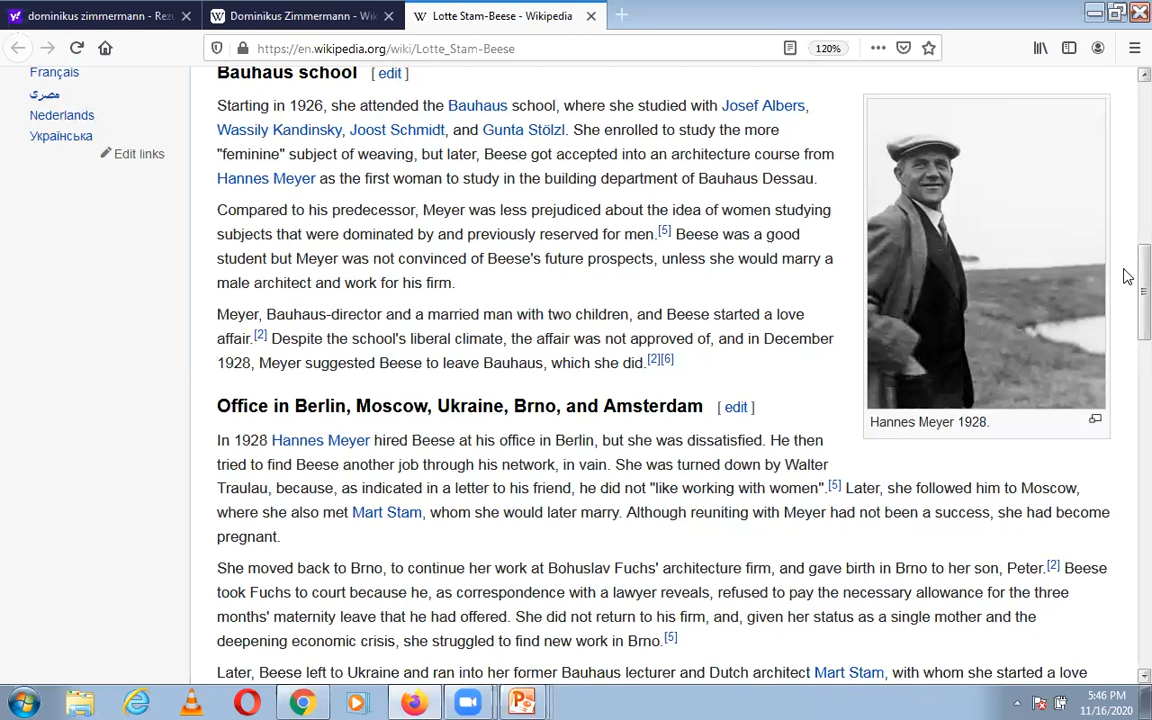 dominikus zimmermann - Rezu
Dominikus Zimmermann - Wik
Lotte Stam-Beese - Wikipedia
https://en.wikipedia.org/wiki/Lotte_Stam-Beese
120%
Français
مصرى
Nederlands
Українська
Edit links
Bauhaus school [ edit ]
Starting in 1926, she attended the Bauhaus school, where she studied with Josef Albers,
Wassily Kandinsky, Joost Schmidt, and Gunta Stölzl. She enrolled to study the more
"feminine" subject of weaving, but later, Beese got accepted into an architecture course from
Hannes Meyer as the first woman to study in the building department of Bauhaus Dessau.
Compared to his predecessor, Meyer was less prejudiced about the idea of women studying
subjects that were dominated by and previously reserved for men.[5] Beese was a good
student but Meyer was not convinced of Beese's future prospects, unless she would marry a
male architect and work for his firm.
Meyer, Bauhaus-director and a married man with two children, and Beese started a love
affair.[2] Despite the school's liberal climate, the affair was not approved of, and in December
1928, Meyer suggested Beese to leave Bauhaus, which she did.[2][6]
Hannes Meyer 1928.
Office in Berlin, Moscow, Ukraine, Brno, and Amsterdam [ edit ]
In 1928 Hannes Meyer hired Beese at his office in Berlin, but she was dissatisfied. He then
tried to find Beese another job through his network, in vain. She was turned down by Walter
Traulau, because, as indicated in a letter to his friend, he did not "like working with women".[5] Later, she followed him to Moscow,
where she also met Mart Stam, whom she would later marry. Although reuniting with Meyer had not been a success, she had become
pregnant.
She moved back to Brno, to continue her work at Bohuslav Fuchs' architecture firm, and gave birth in Brno to her son, Peter.[2] Beese
took Fuchs to court because he, as correspondence with a lawyer reveals, refused to pay the necessary allowance for the three
months' maternity leave that he had offered. She did not return to his firm, and, given her status as a single mother and the
deepening economic crisis, she struggled to find new work in Brno.[5]
Later, Beese left to Ukraine and ran into her former Bauhaus lecturer and Dutch architect Mart Stam, with whom she started a love
5:46 PM
11/16/2020